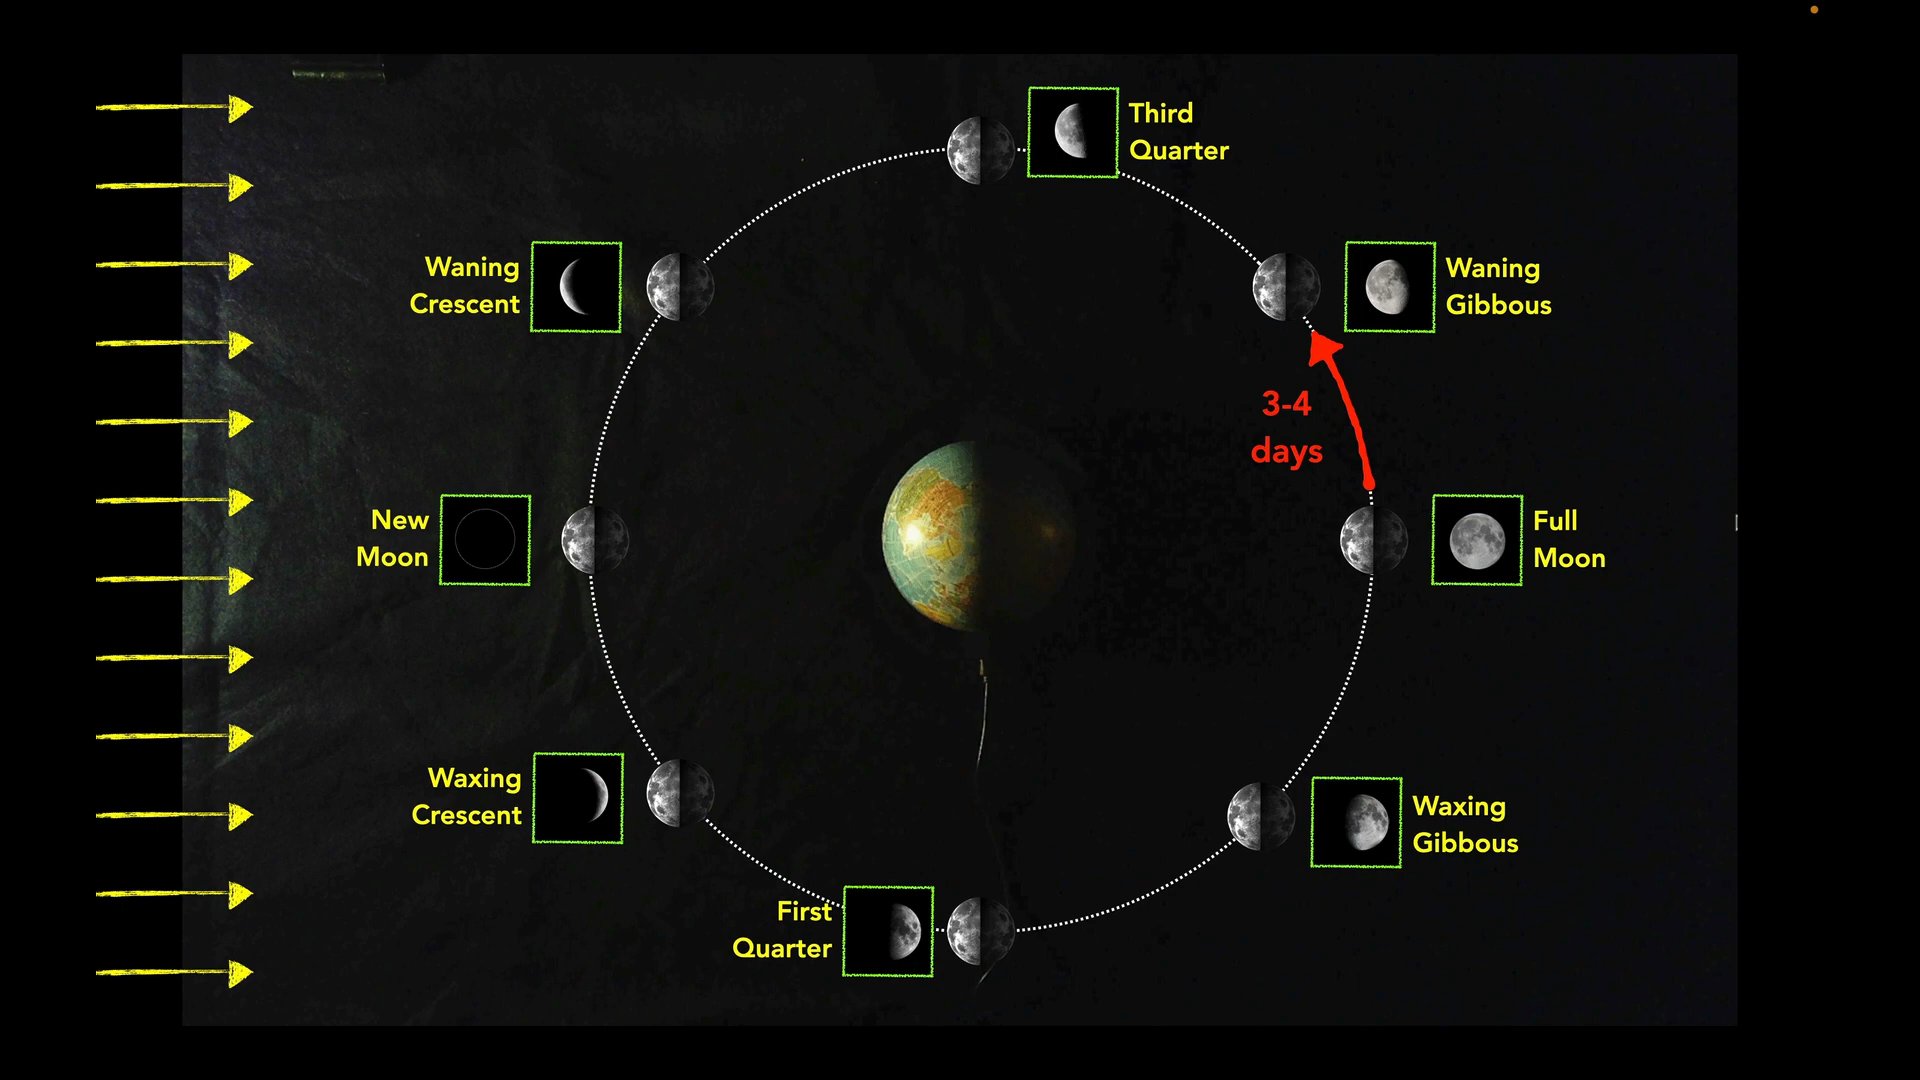 Third
Quarter
Waning
Crescent
Waning
Gibbous
3-4
days
New
Moon
Full
Moon
Waxing
Crescent
Waxing
Gibbous
First
Quarter